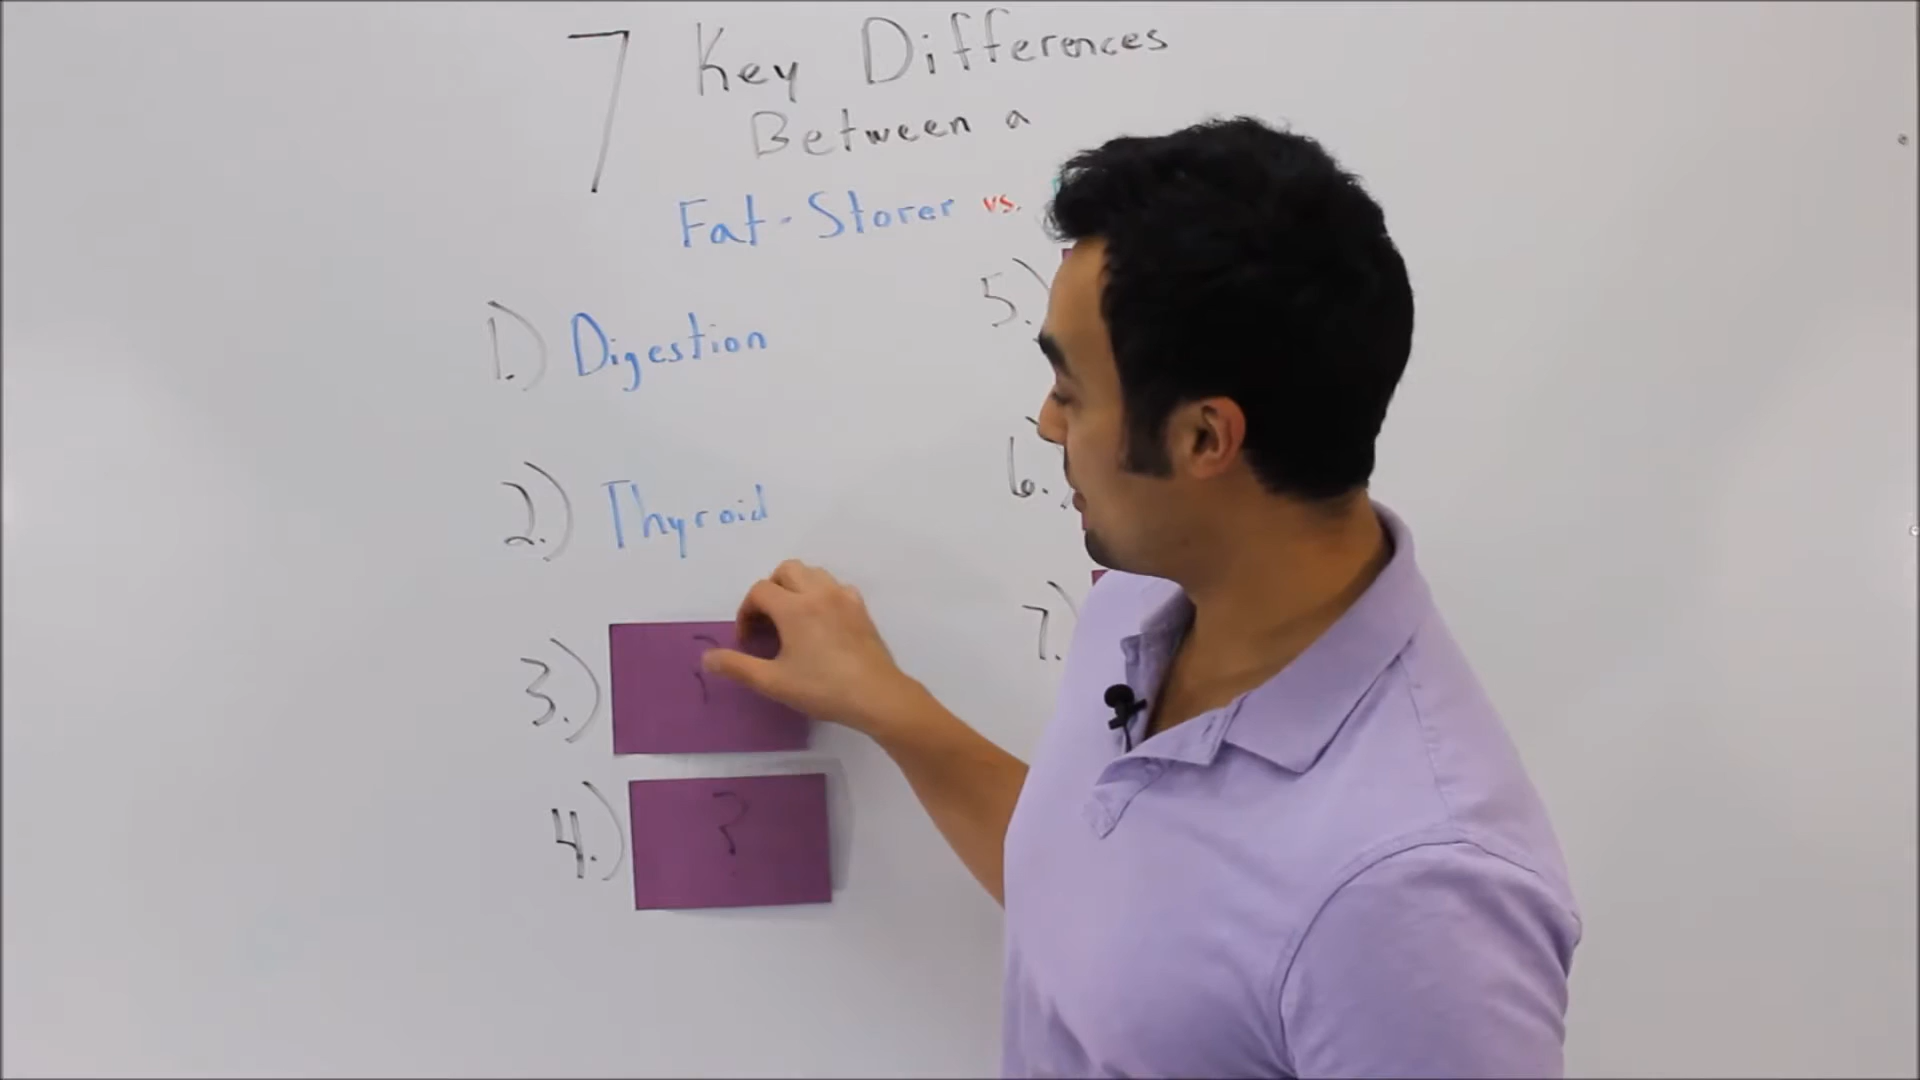 7 Key Differences
Between a
Fat-Storer vs.
1.) Digestion
2.) Thyroid
3.) ?
4.) ?
5.)
6.)
7.)